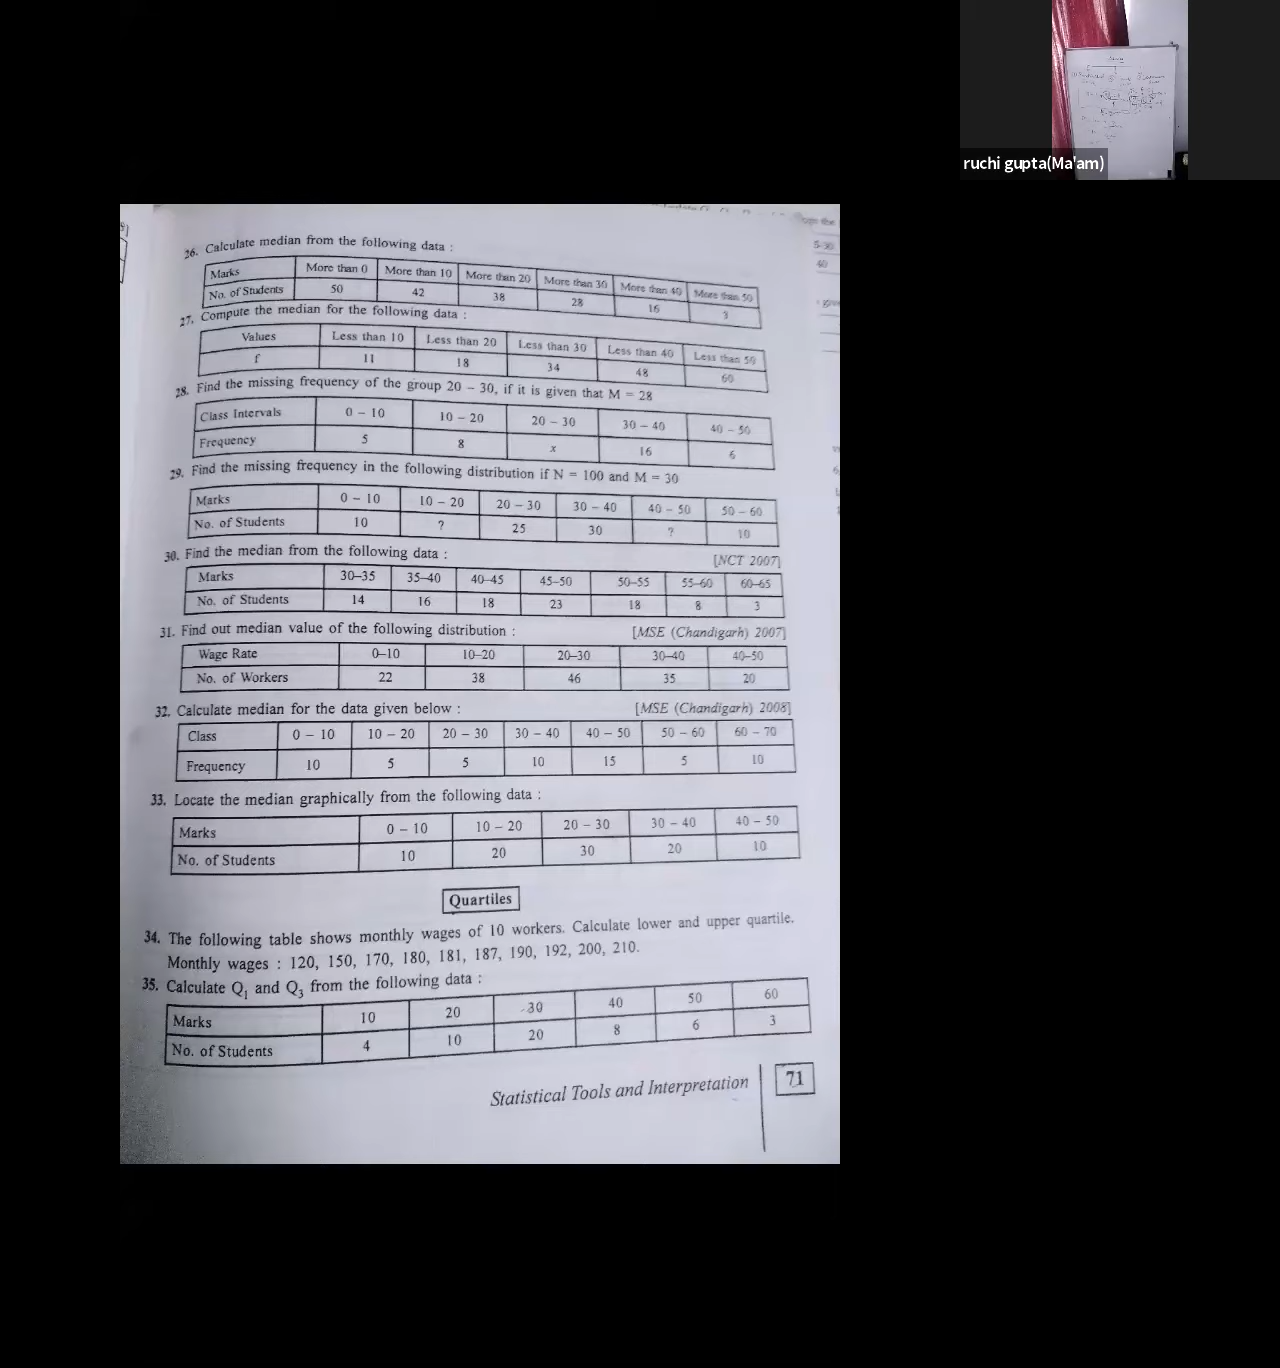 ruchi gupta(Ma'am)
26. Calculate median from the following data :
Marks More than 0 More than 10 More than 20 More than 30 More than 40 More than 50
No. of Students 50 42 38 28 16 3
27. Compute the median for the following data :
Values Less than 10 Less than 20 Less than 30 Less than 40 Less than 50
f 11 18 34 48 60
28. Find the missing frequency of the group 20 – 30, if it is given that M = 28
Class Intervals 0 – 10 10 – 20 20 – 30 30 – 40 40 – 50
Frequency 5 8 x 16 6
29. Find the missing frequency in the following distribution if N = 100 and M = 30
Marks 0 – 10 10 – 20 20 – 30 30 – 40 40 – 50 50 – 60
No. of Students 10 ? 25 30 ? 10
30. Find the median from the following data : [NCT 2007]
Marks 30–35 35–40 40–45 45–50 50–55 55–60 60–65
No. of Students 14 16 18 23 18 8 3
31. Find out median value of the following distribution : [MSE (Chandigarh) 2007]
Wage Rate 0–10 10–20 20–30 30–40 40–50
No. of Workers 22 38 46 35 20
32. Calculate median for the data given below : [MSE (Chandigarh) 2008]
Class 0 – 10 10 – 20 20 – 30 30 – 40 40 – 50 50 – 60 60 – 70
Frequency 10 5 5 10 15 5 10
33. Locate the median graphically from the following data :
Marks 0 – 10 10 – 20 20 – 30 30 – 40 40 – 50
No. of Students 10 20 30 20 10
Quartiles
34. The following table shows monthly wages of 10 workers. Calculate lower and upper quartile.
Monthly wages : 120, 150, 170, 180, 181, 187, 190, 192, 200, 210.
35. Calculate Q1 and Q3 from the following data :
Marks 10 20 30 40 50 60
No. of Students 4 10 20 8 6 3
Statistical Tools and Interpretation 71